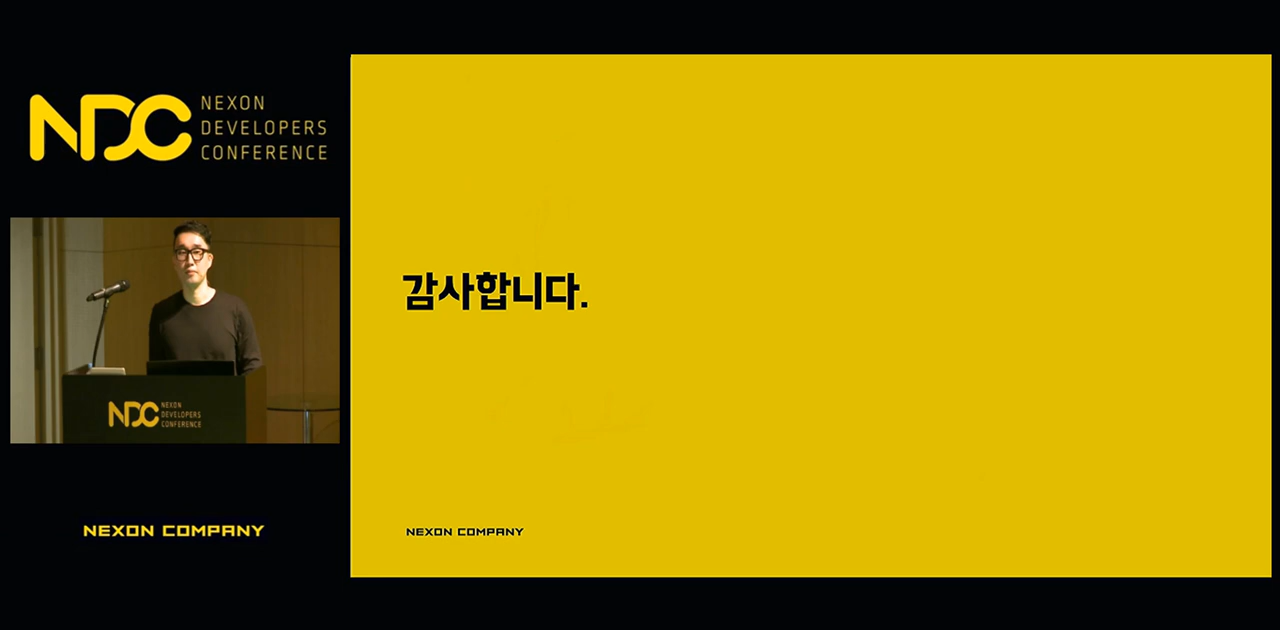 NDC
NEXON
DEVELOPERS
CONFERENCE
감사합니다.
NDC
NEXON
DEVELOPERS
CONFERENCE
NEXON COMPANY
NEXON COMPANY